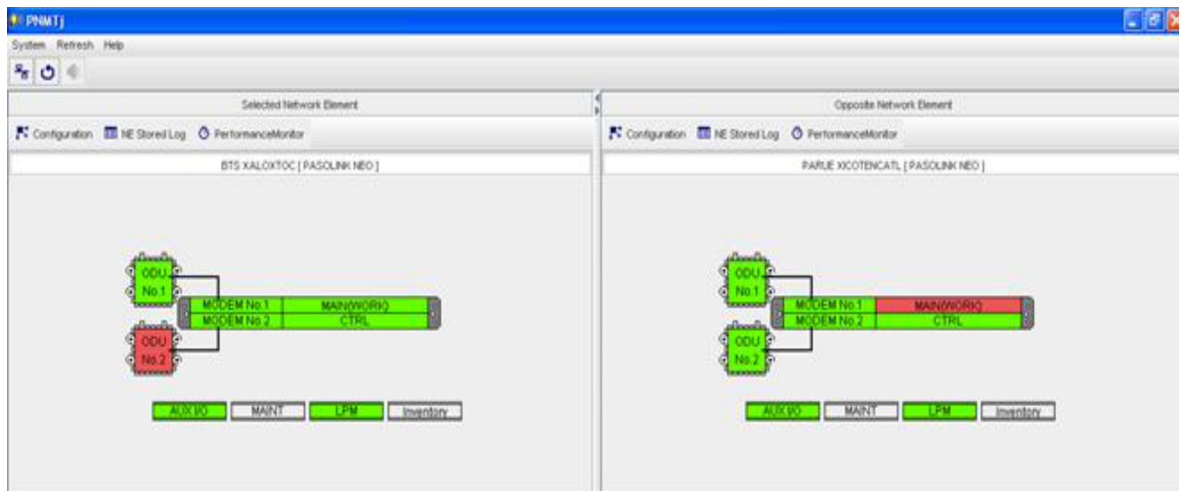 PNMTj
System Refresh Help
Selected Network Element
Configuration NE Stored Log PerformanceMonitor
BTS XALOXTOC [ PASOLINK NEO ]
ODU
No.1
MODEM No.1 MAIN(WORK)
MODEM No.2 CTRL
ODU
No.2
AUX I/O MAINT LPM Inventory
Opposite Network Element
Configuration NE Stored Log PerformanceMonitor
PARUE XICOTENCATL [ PASOLINK NEO ]
ODU
No.1
MODEM No.1 MAIN(WORK)
MODEM No.2 CTRL
ODU
No.2
AUX I/O MAINT LPM Inventory